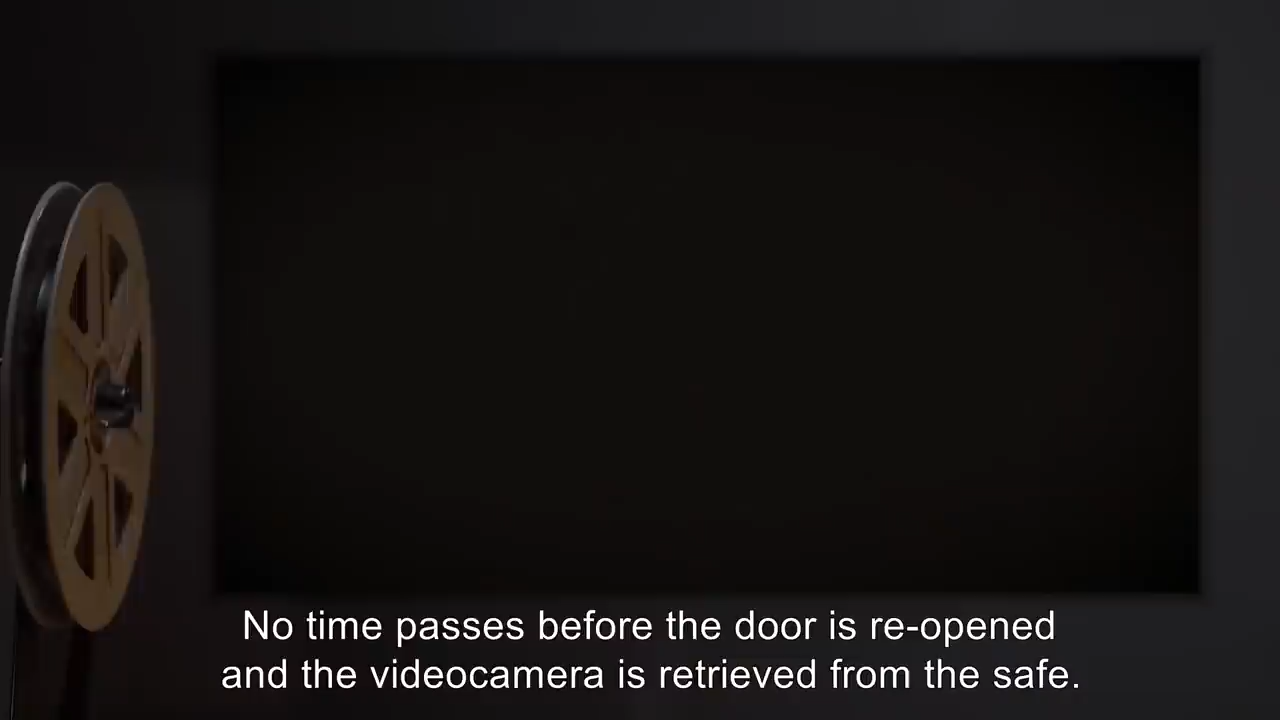 No time passes before the door is re-opened
and the videocamera is retrieved from the safe.